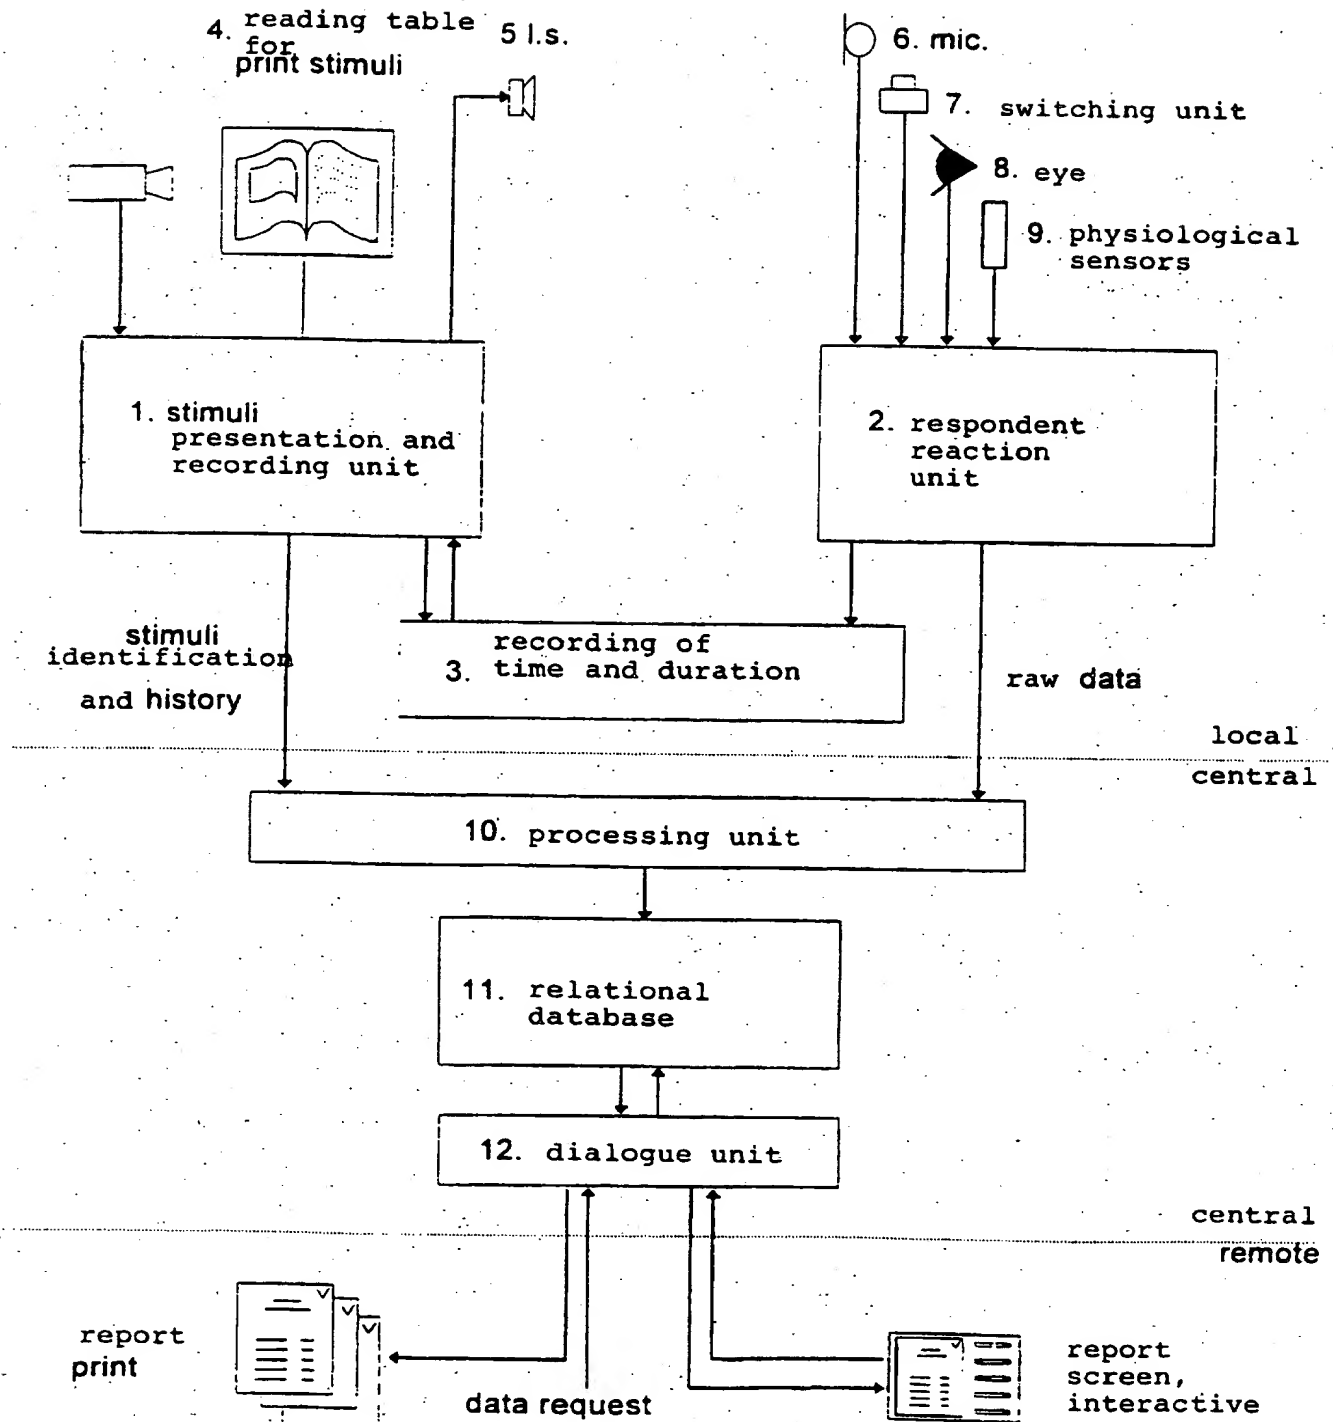 4. reading table
for
print stimuli
5 l.s.
6. mic.
7. switching unit
8. eye
9. physiological
sensors
1. stimuli
presentation and
recording unit
2. respondent
reaction
unit
stimuli
identification
and history
3. recording of
time and duration
raw data
local
central
10. processing unit
11. relational
database
12. dialogue unit
central
remote
report
print
data request
report
screen,
interactive